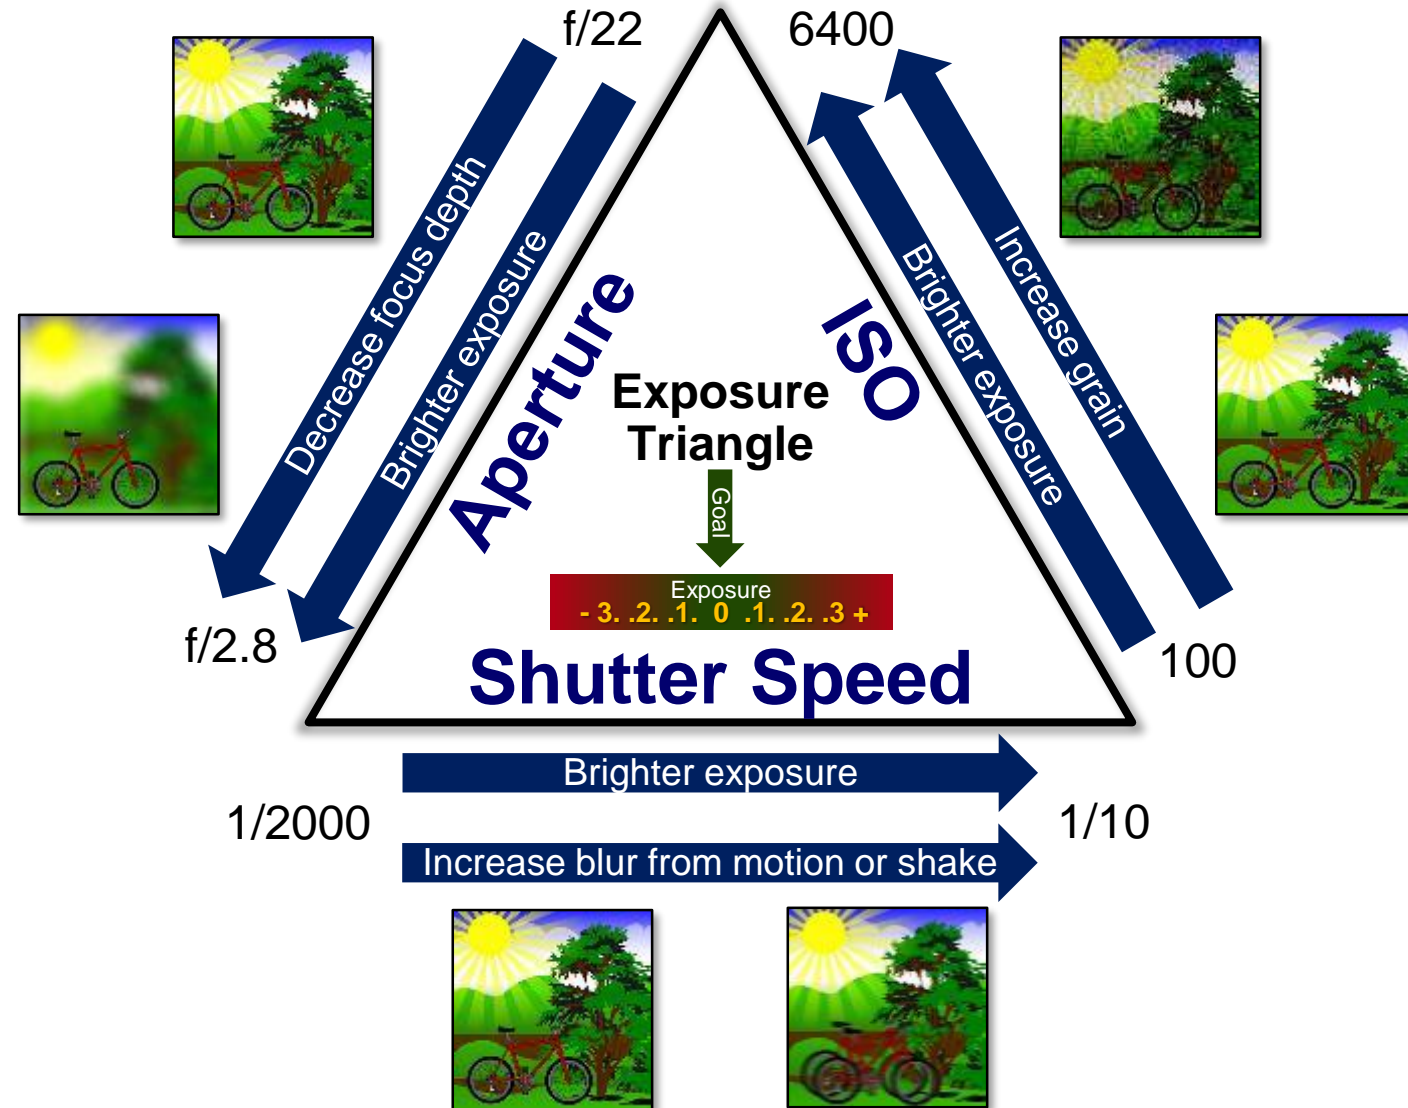 f/22
6400
Decrease focus depth
Brighter exposure
Aperture
ISO
Brighter exposure
Increase grain
Exposure
Triangle
Goal
Exposure
- 3. .2. .1. 0 .1. .2. .3 +
f/2.8
Shutter Speed
100
Brighter exposure
1/2000
1/10
Increase blur from motion or shake